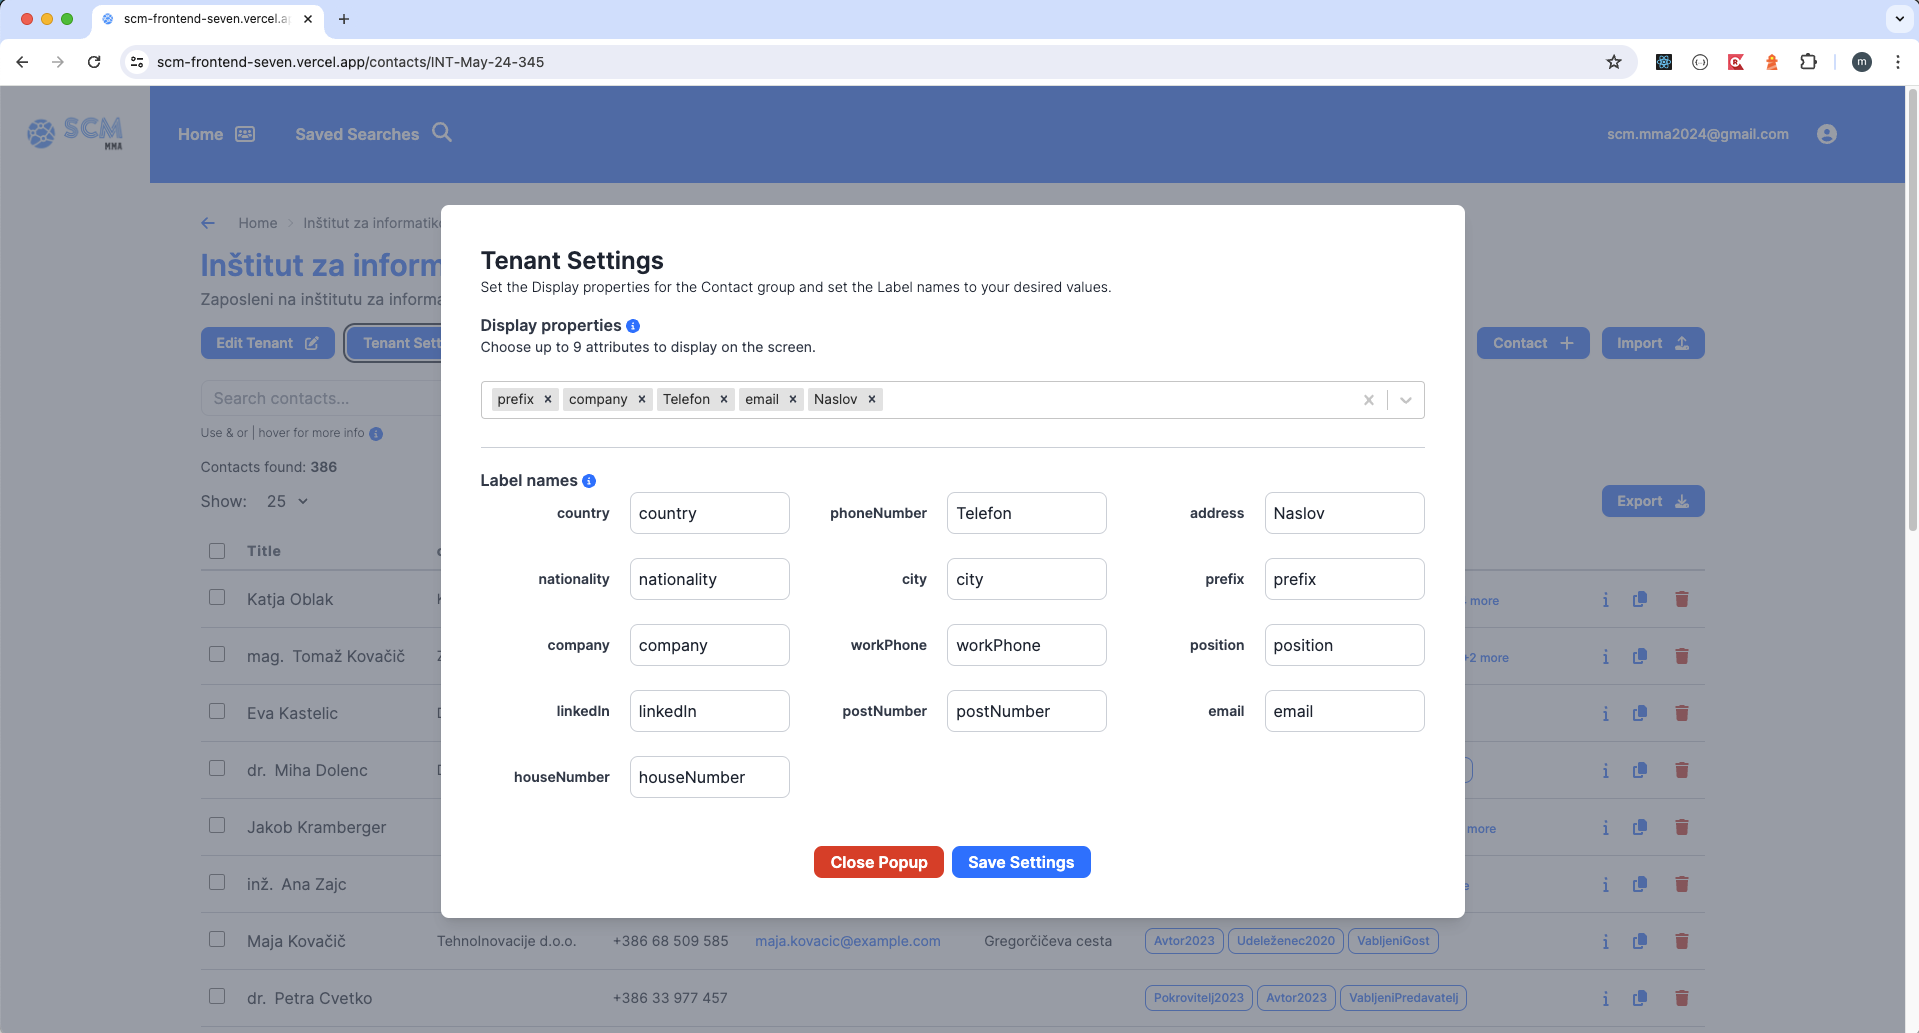 scm-frontend-seven.vercel.a
scm-frontend-seven.vercel.app/contacts/INT-May-24-345
m
SCM
MMA
Home
Saved Searches
scm.mma2024@gmail.com
Home > Inštitut za informatik
Inštitut za inform
Zaposleni na inštitutu za informa
Edit Tenant
Tenant Sett
Contact
Import
Search contacts...
Use & or | hover for more info
Contacts found: 386
Show: 25
Export
Tenant Settings
Set the Display properties for the Contact group and set the Label names to your desired values.
Display properties
Choose up to 9 attributes to display on the screen.
prefix × company × Telefon × email × Naslov ×
Label names
country country phoneNumber Telefon address Naslov
nationality nationality city city prefix prefix
company company workPhone workPhone position position
linkedIn linkedIn postNumber postNumber email email
houseNumber houseNumber
Close Popup Save Settings
Title
Katja Oblak more
mag. Tomaž Kovačič +2 more
Eva Kastelic
dr. Miha Dolenc
Jakob Kramberger more
inž. Ana Zajc
Maja Kovačič TehnoInovacije d.o.o. +386 68 509 585 maja.kovacic@example.com Gregorčičeva cesta Avtor2023 Udeleženec2020 VabljeniGost
dr. Petra Cvetko +386 33 977 457 Pokrovitelj2023 Avtor2023 VabljeniPredavatelj